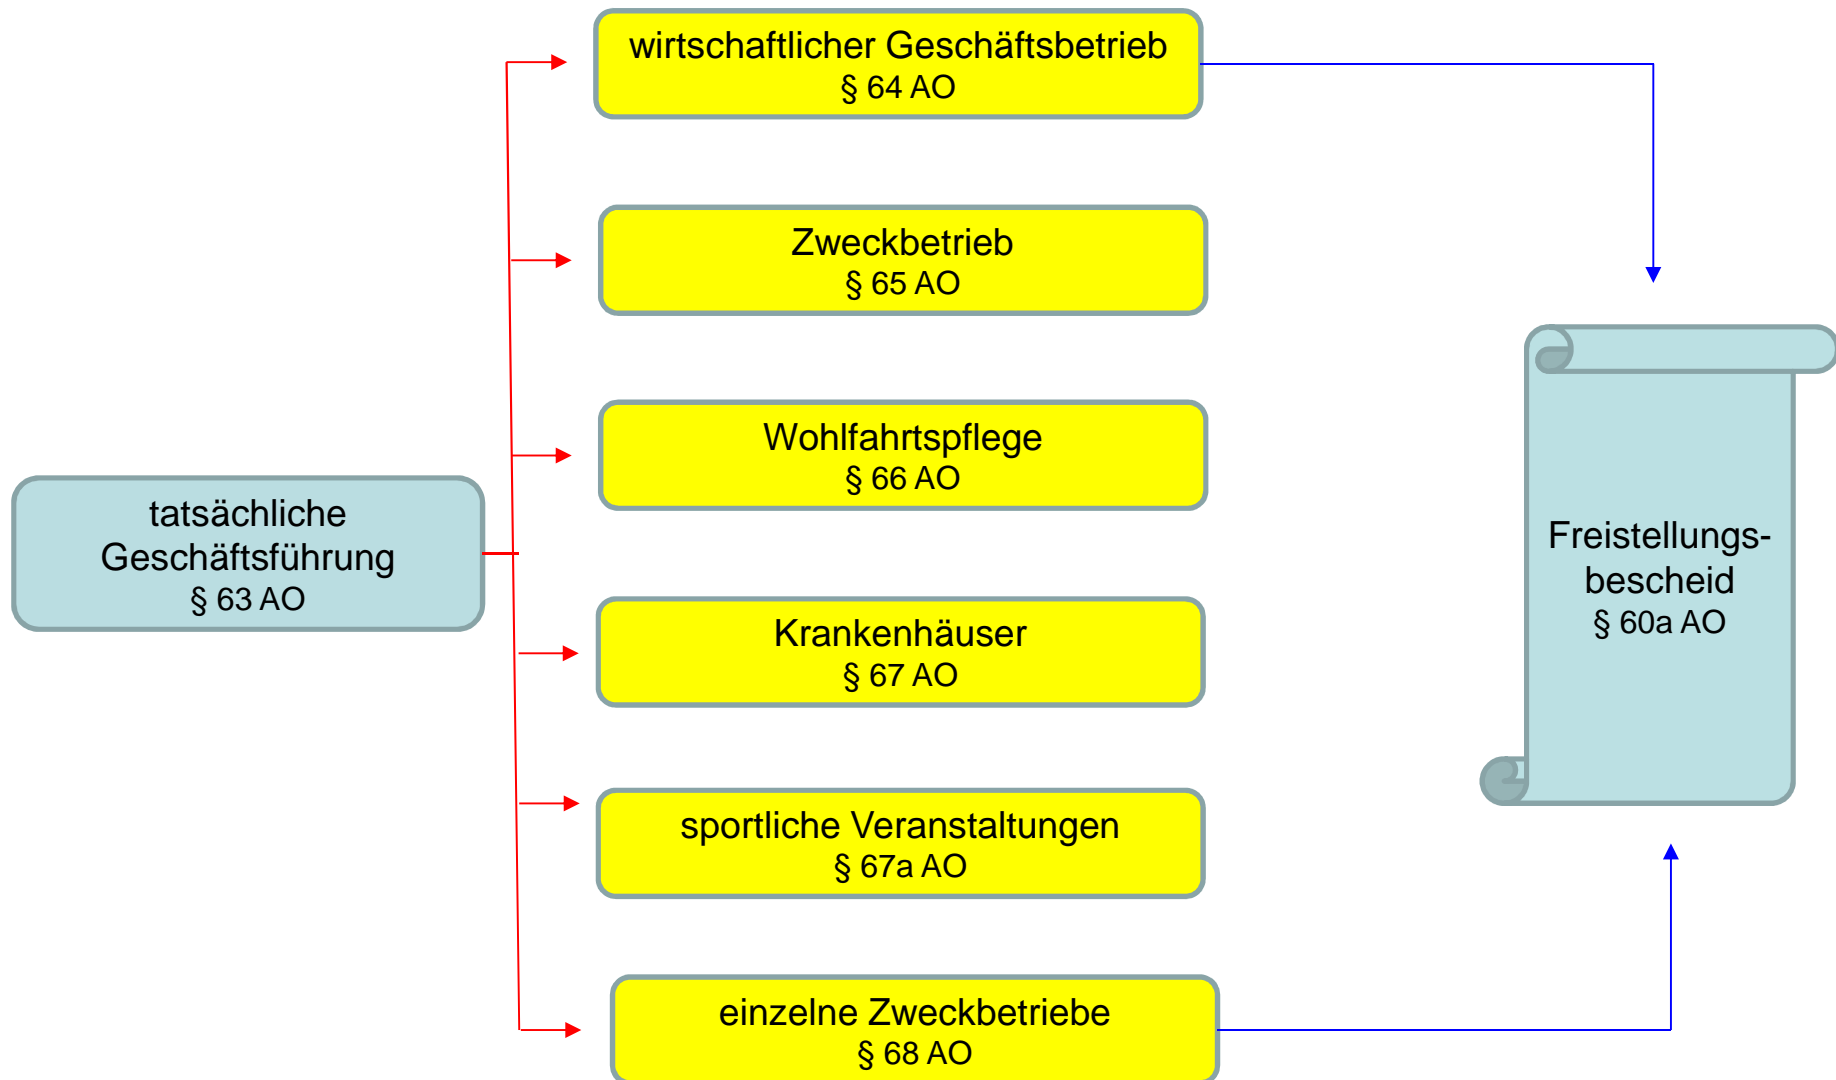 wirtschaftlicher Geschäftsbetrieb
§ 64 AO
Zweckbetrieb
§ 65 AO
Wohlfahrtspflege
§ 66 AO
tatsächliche
Geschäftsführung
§ 63 AO
Krankenhäuser
§ 67 AO
sportliche Veranstaltungen
§ 67a AO
einzelne Zweckbetriebe
§ 68 AO
Freistellungs-
bescheid
§ 60a AO